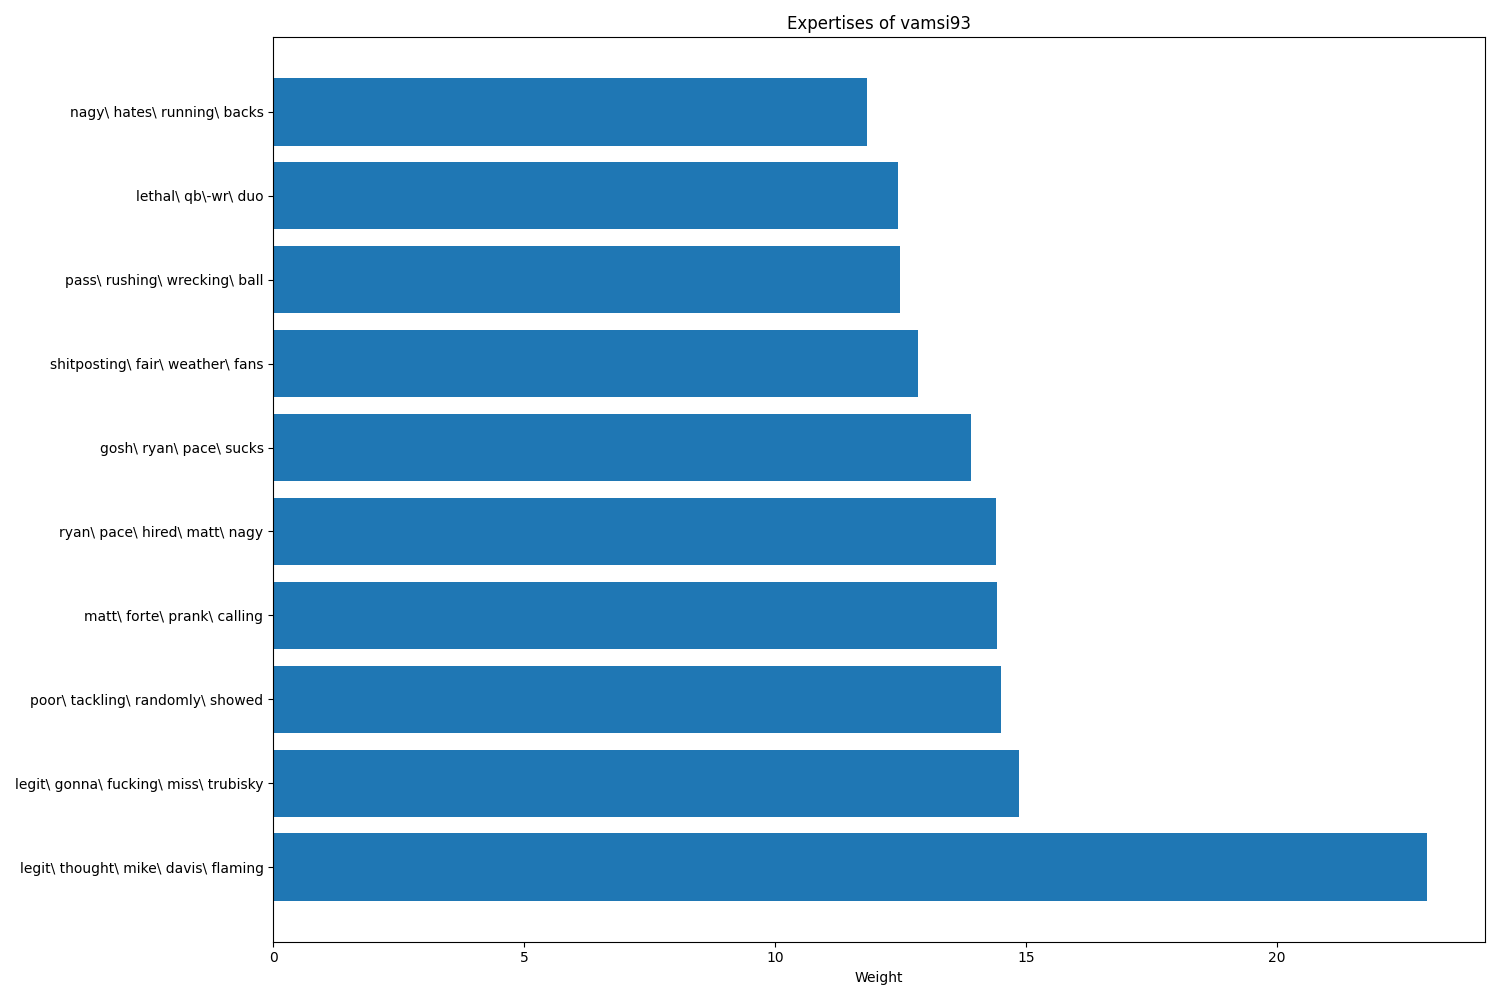 Expertises of vamsi93
nagy\ hates\ running\ backs
lethal\ qb\-wr\ duo
pass\ rushing\ wrecking\ ball
shitposting\ fair\ weather\ fans
gosh\ ryan\ pace\ sucks
ryan\ pace\ hired\ matt\ nagy
matt\ forte\ prank\ calling
poor\ tackling\ randomly\ showed
legit\ gonna\ fucking\ miss\ trubisky
legit\ thought\ mike\ davis\ flaming
0 5 10 15 20
Weight